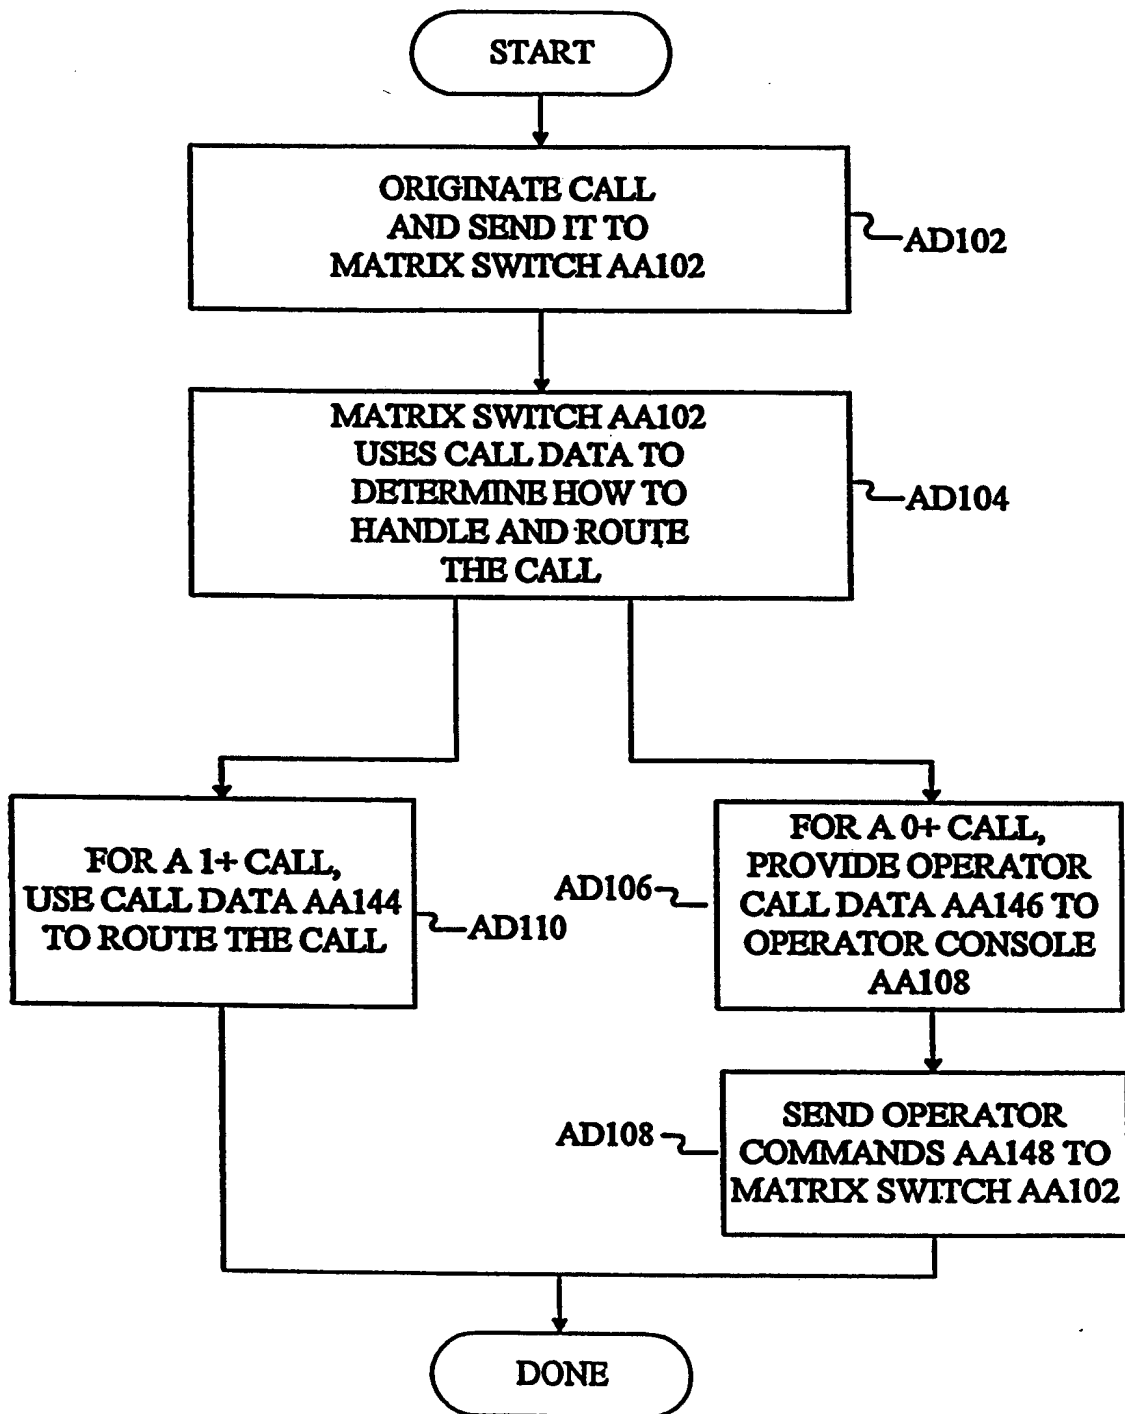 START
ORIGINATE CALL
AND SEND IT TO
MATRIX SWITCH AA102
AD102
MATRIX SWITCH AA102
USES CALL DATA TO
DETERMINE HOW TO
HANDLE AND ROUTE
THE CALL
AD104
FOR A 1+ CALL,
USE CALL DATA AA144
TO ROUTE THE CALL
AD110
FOR A 0+ CALL,
PROVIDE OPERATOR
CALL DATA AA146 TO
OPERATOR CONSOLE
AA108
AD106
SEND OPERATOR
COMMANDS AA148 TO
MATRIX SWITCH AA102
AD108
DONE